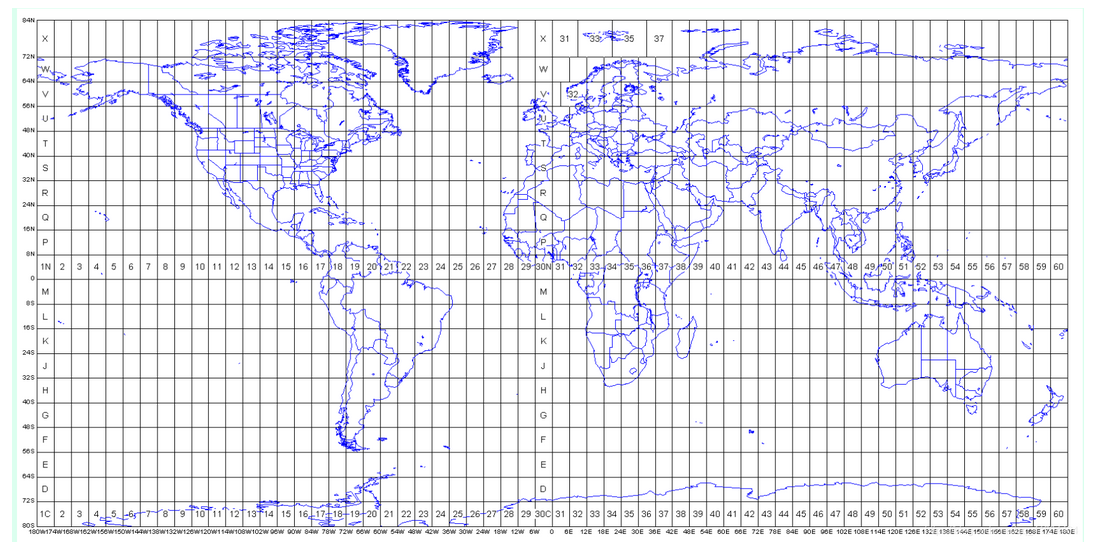 84N
X X 31 33 35 37
72N
W W
64N
V V 32
56N
U U
48N
T T
40N
S S
32N
R R
24N
Q Q
16N
P P
8N
1N 2 3 4 5 6 7 8 9 10 11 12 13 14 15 16 17 18 19 20 21 22 23 24 25 26 27 28 29 30N 31 32 33 34 35 36 37 38 39 40 41 42 43 44 45 46 47 48 49 50 51 52 53 54 55 56 57 58 59 60
0
M M
8S
L L
16S
K K
24S
J J
32S
H H
40S
G G
48S
F F
56S
E E
64S
D D
72S
1C 2 3 4 5 6 7 8 9 10 11 12 13 14 15 16 17 18 19 20 21 22 23 24 25 26 27 28 29 30C 31 32 33 34 35 36 37 38 39 40 41 42 43 44 45 46 47 48 49 50 51 52 53 54 55 56 57 58 59 60
80S
180W 174W 168W 162W 156W 150W 144W 138W 132W 126W 120W 114W 108W 102W 96W 90W 84W 78W 72W 66W 60W 54W 48W 42W 36W 30W 24W 18W 12W 6W 0 6E 12E 18E 24E 30E 36E 42E 48E 54E 60E 66E 72E 78E 84E 90E 96E 102E 108E 114E 120E 126E 132E 138E 144E 150E 156E 162E 168E 174E 180E